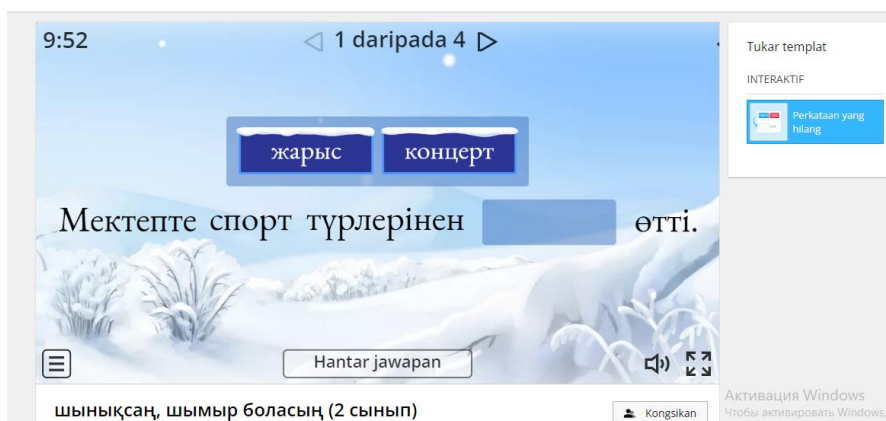 9:52
1 daripada 4
жарыс
концерт
Мектепте спорт түрлерінен өтті.
Hantar jawapan
шынықсаң, шымыр боласың (2 сынып)
Kongsikan
Tukar templat
INTERAKTIF
Perkataan yang
hilang
Активация Windows
Чтобы активировать Windows,